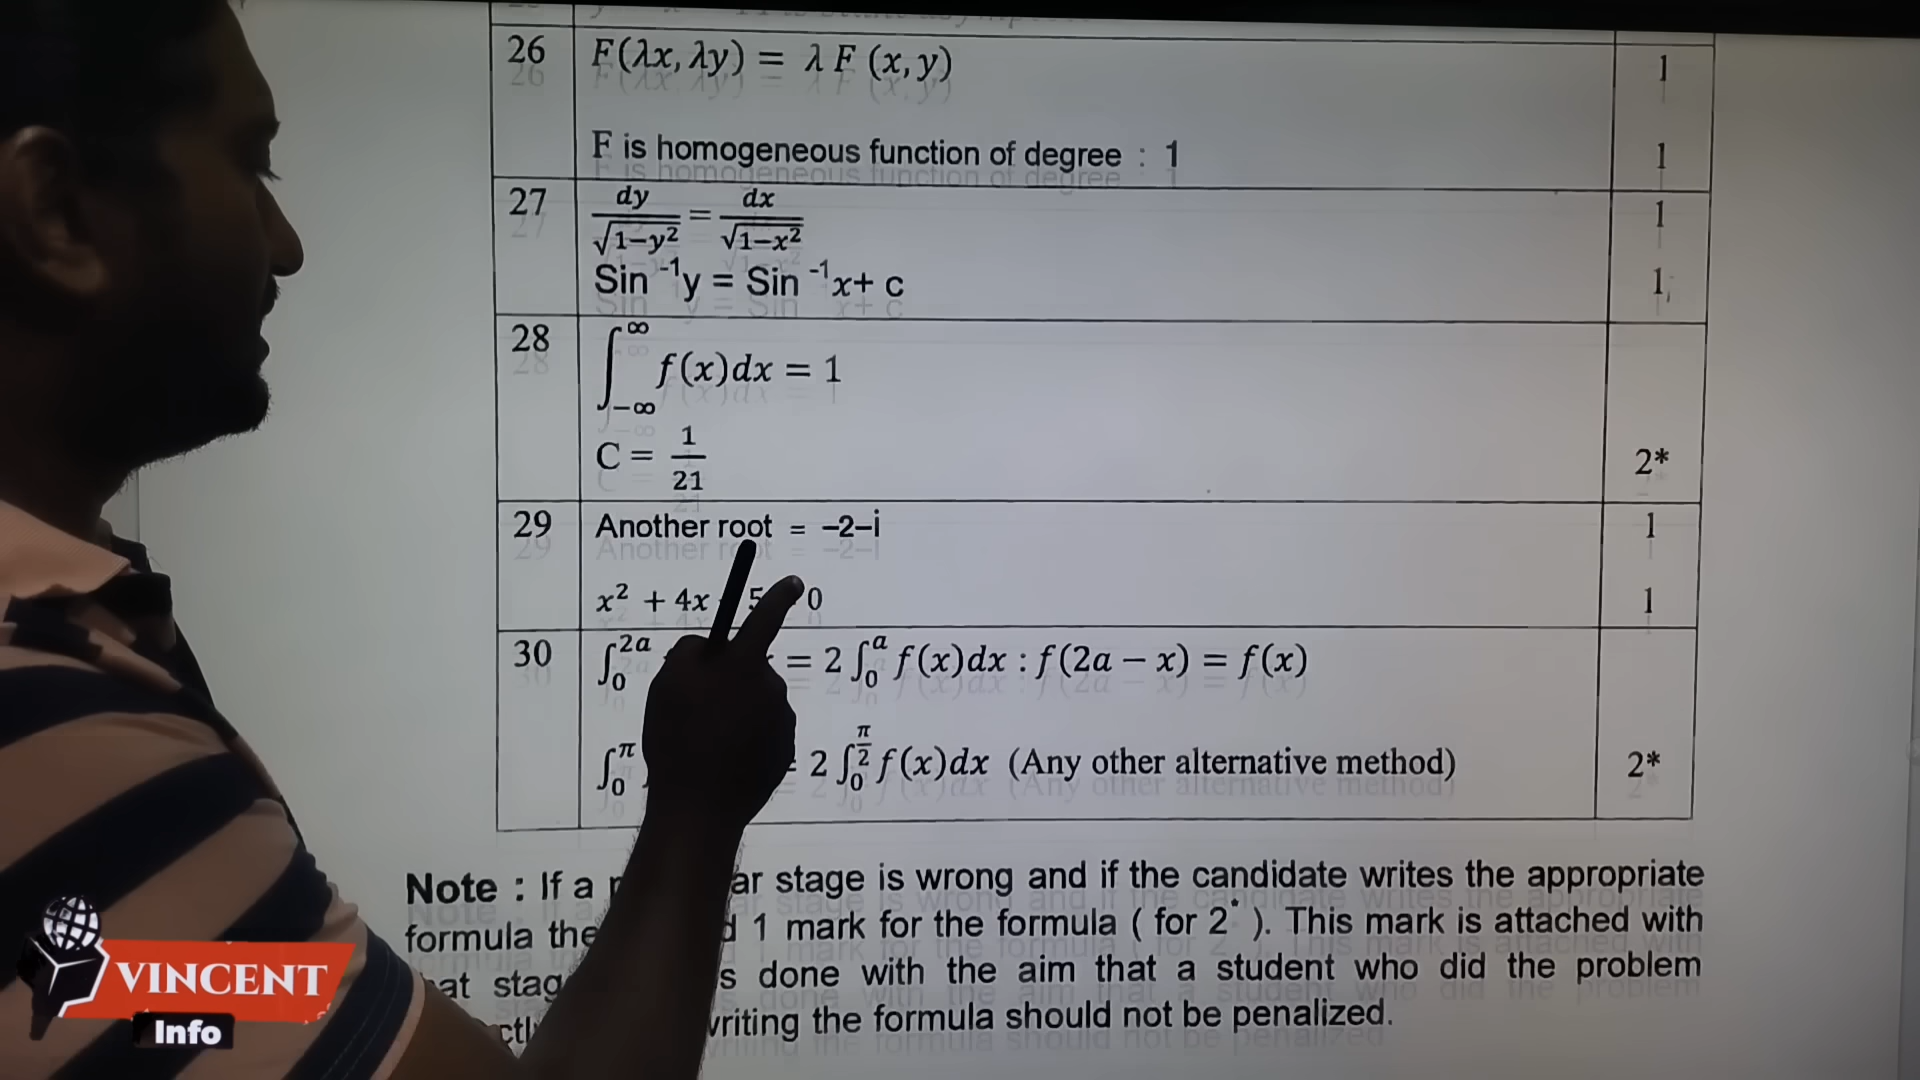 26 F(λx, λy) = λ F (x, y) 1
F is homogeneous function of degree : 1 1
27 dy/√1−y² = dx/√1−x² 1
Sin⁻¹y = Sin⁻¹x+ c 1
28 ∫₋∞^∞ f(x)dx = 1
C = 1/21 2*
29 Another root = −2−i 1
x² + 4x 5 0 1
30 ∫₀^2a = 2 ∫₀^a f(x)dx : f(2a − x) = f(x)
∫₀^π = 2 ∫₀^π/2 f(x)dx (Any other alternative method) 2*
Note : If a stage is wrong and if the candidate writes the appropriate
formula 1 mark for the formula ( for 2* ). This mark is attached with
done with the aim that a student who did the problem
the formula should not be penalized.
VINCENT
Info